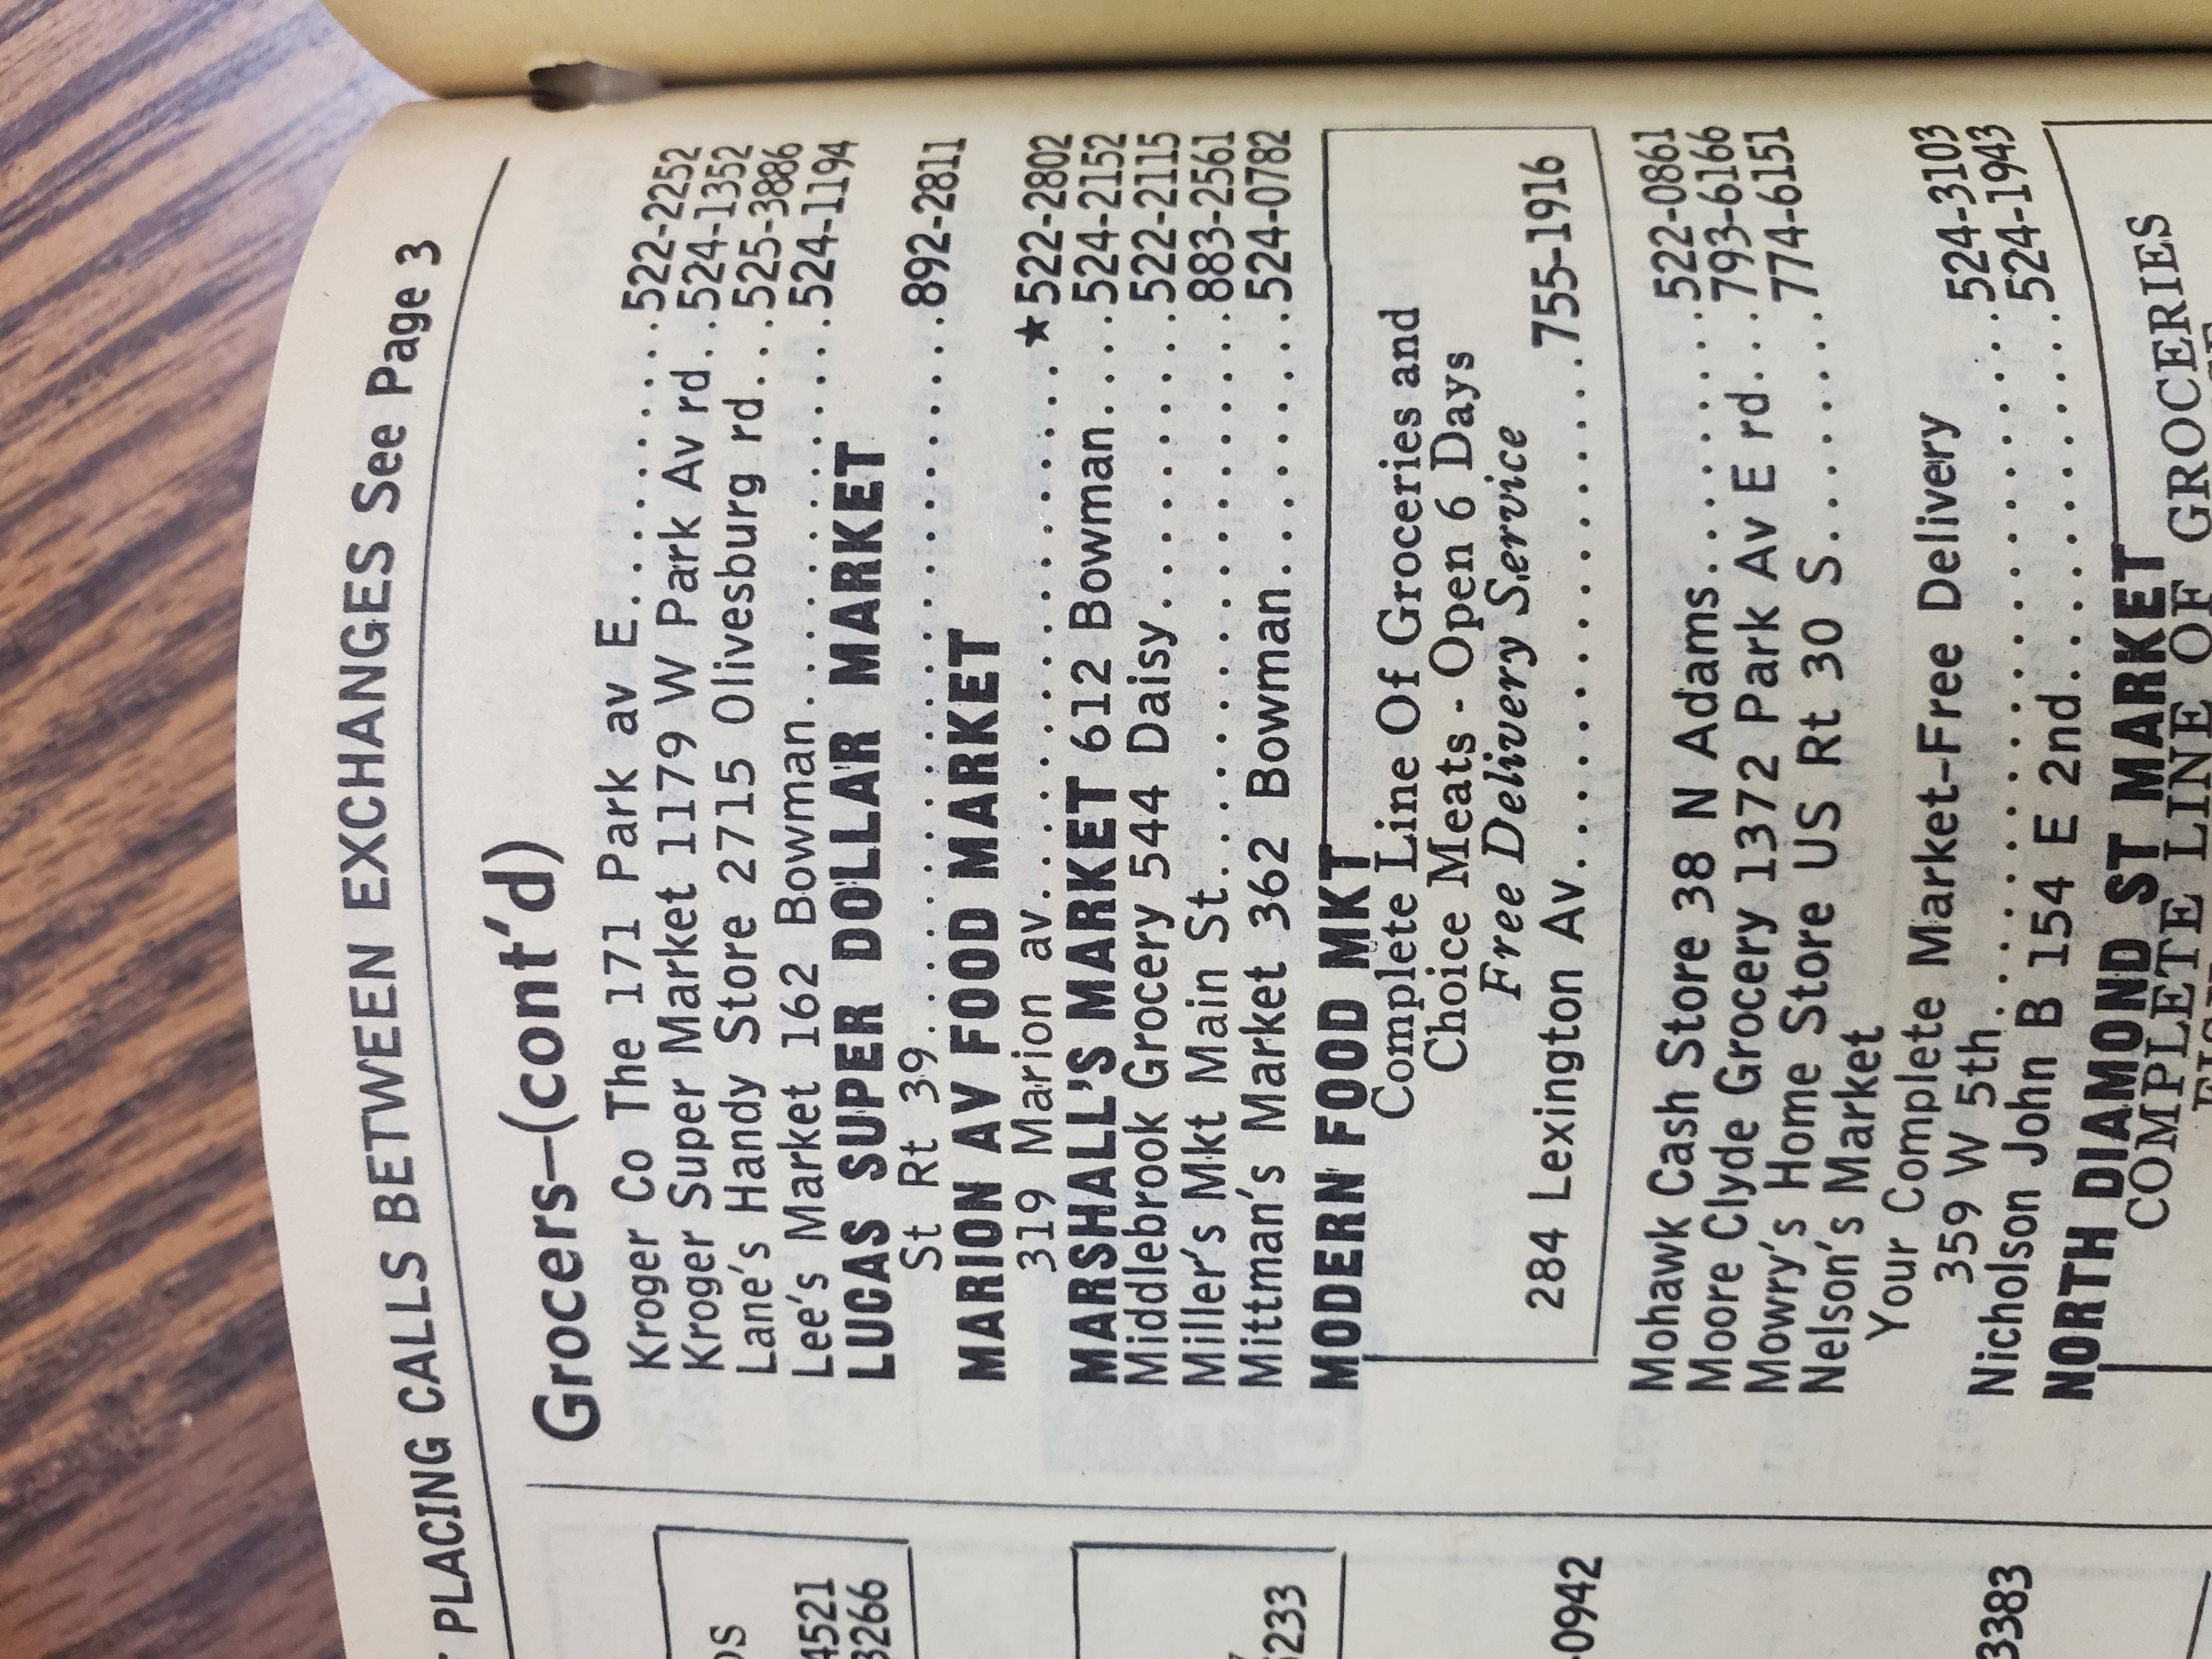 PLACING CALLS BETWEEN EXCHANGES See Page 3
Grocers—(cont'd)
Kroger Co The 171 Park av E........522-2252
Kroger Super Market 1179 W Park Av rd..524-1352
Lane's Handy Store 2715 Olivesburg rd...525-3886
Lee's Market 162 Bowman..............524-1194
LUCAS SUPER DOLLAR MARKET
St Rt 39..........................892-2811
MARION AV FOOD MARKET
319 Marion av.....................★522-2802
MARSHALL'S MARKET 612 Bowman....524-2152
Middlebrook Grocery 544 Daisy..........522-2115
Miller's Mkt Main St..................883-2561
Mittman's Market 362 Bowman..........524-0782
MODERN FOOD MKT
Complete Line Of Groceries and
Choice Meats - Open 6 Days
Free Delivery Service
284 Lexington Av..................755-1916
Mohawk Cash Store 38 N Adams.......522-0861
Moore Clyde Grocery 1372 Park Av E rd...793-6166
Mowry's Home Store US Rt 30 S........774-6151
Nelson's Market
Your Complete Market-Free Delivery
359 W 5th.......................524-3103
Nicholson John B 154 E 2nd...........524-1943
NORTH DIAMOND ST MARKET
COMPLETE LINE OF GROCERIES
4521
3266
5233
-0942
3383